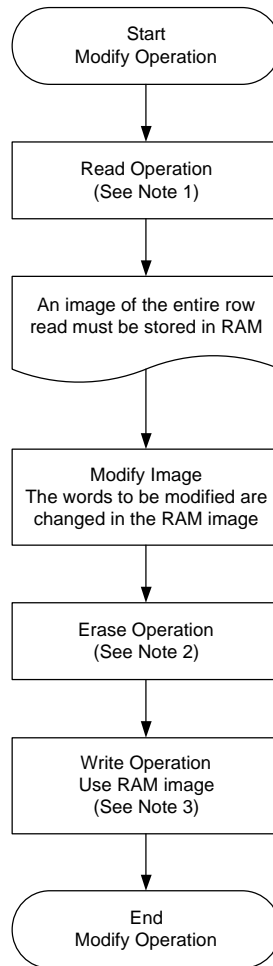 Start
Modify Operation
Read Operation
(See Note 1)
An image of the entire row
read must be stored in RAM
Modify Image
The words to be modified are
changed in the RAM image
Erase Operation
(See Note 2)
Write Operation
Use RAM image
(See Note 3)
End
Modify Operation